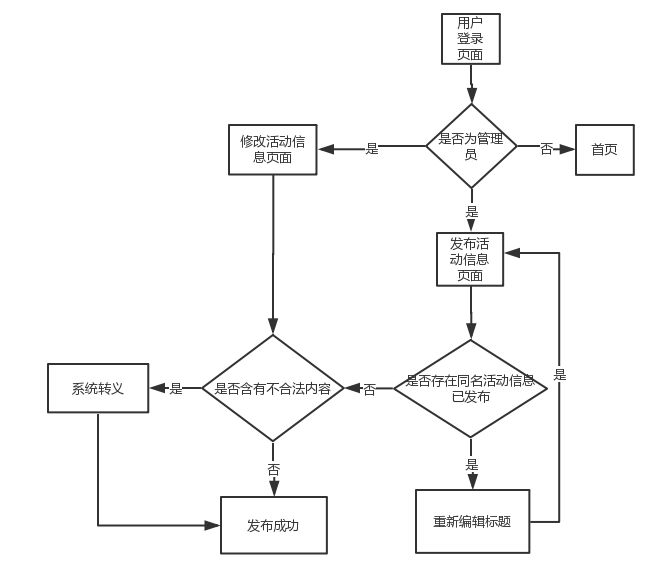 用户
登录
页面
修改活动信
息页面
是
是否为管理
员
否
首页
是
发布活
动信息
页面
系统转义
是
是否含有不合法内容
否
是否存在同名活动信息
已发布
是
否
是
发布成功
重新编辑标题